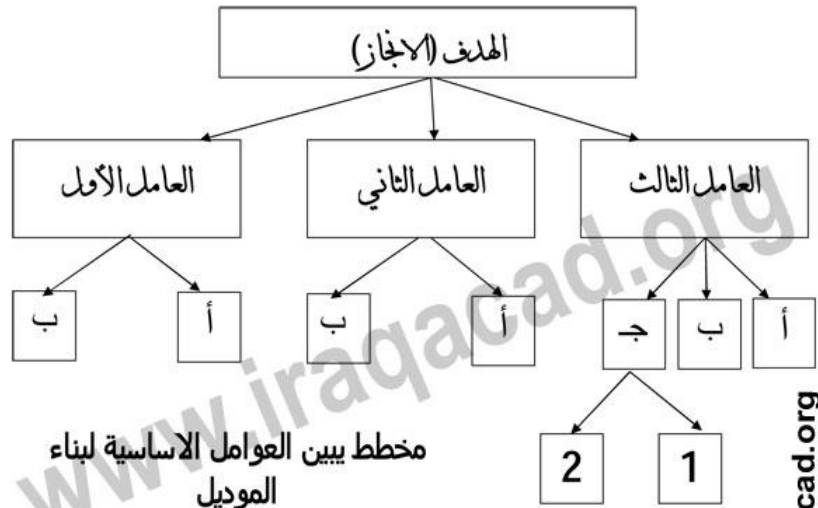 الهدف (الانجاز)
العامل الثالث
العامل الثاني
العامل الأول
أ
ب
جـ
أ
ب
أ
ب
1
2
مخطط يبين العوامل الاساسية لبناء
الموديل
www.iraqacad.org
cad.org